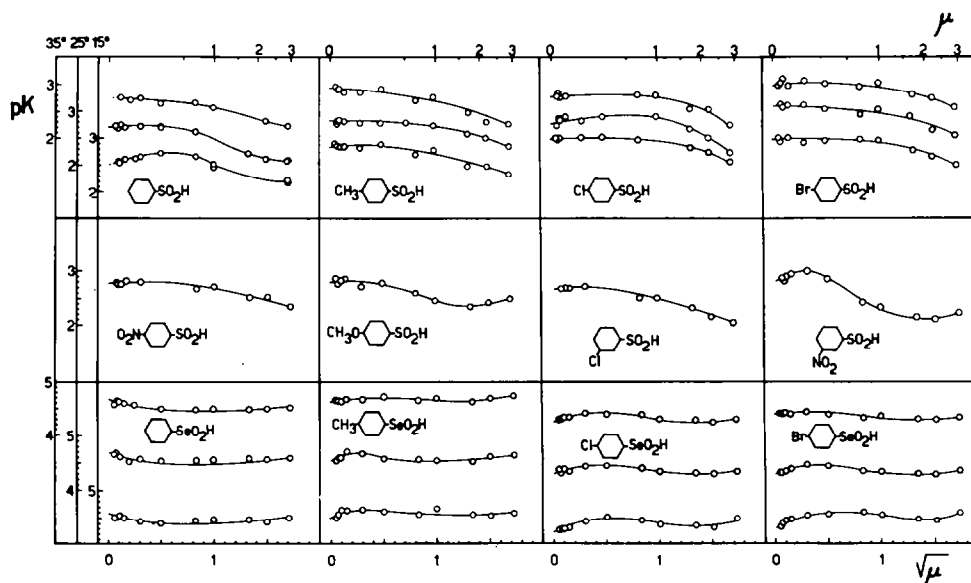 35° 25° 15° 0 1 2 3 0 1 2 3 0 1 2 3 0 1 2 3 μ
pK
3 3 3
2 2 2
SO2H CH3 SO2H Cl SO2H Br SO2H
3
2
O2N SO2H CH3O SO2H Cl SO2H NO2 SO2H
5 5 5
4 4
SeO2H CH3 SeO2H Cl SeO2H Br SeO2H
0 1 0 1 0 1 0 1 √μ